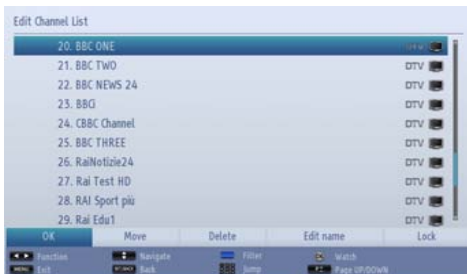 Edit Channel List
20. BBC ONE
21. BBC TWO DTV
22. BBC NEWS 24 DTV
23. BBCi DTV
24. CBBC Channel DTV
25. BBC THREE DTV
26. RaiNotizie24 DTV
27. Rai Test HD DTV
28. RAI Sport più DTV
29. Rai Edu1 DTV
OK Move Delete Edit name Lock
Function Navigate Filter Watch
MENU Exit Back Jump Page UP/DOWN